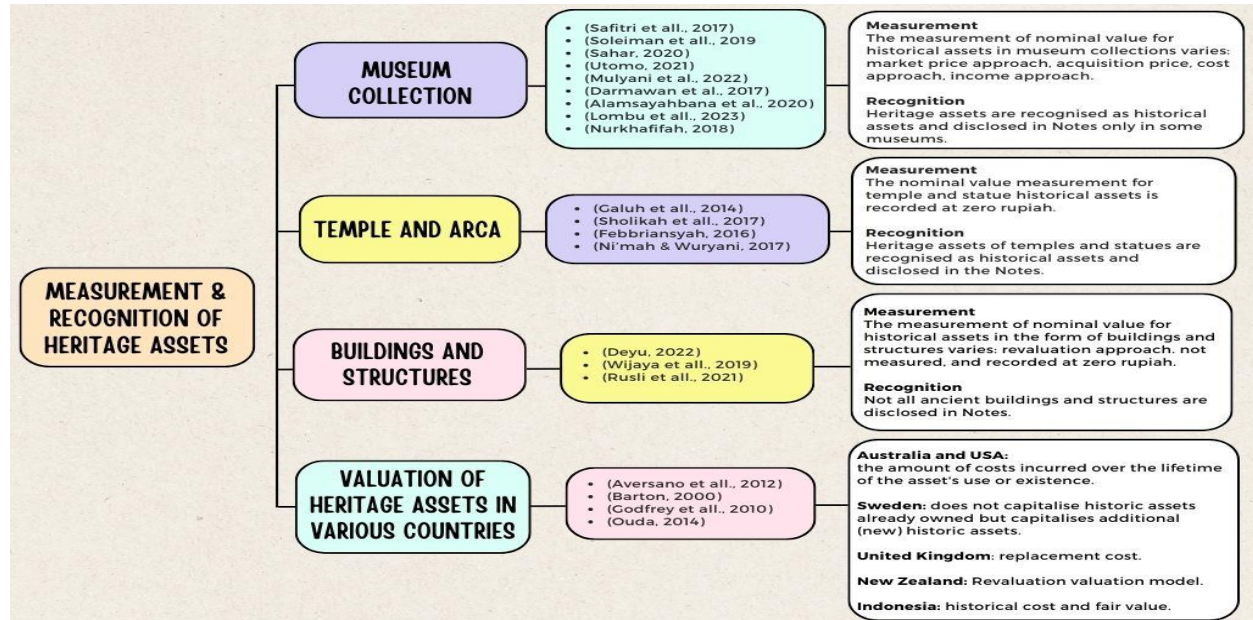 MEASUREMENT &
RECOGNITION OF
HERITAGE ASSETS
MUSEUM
COLLECTION
• (Safitri et all., 2017)
• (Soleiman et all., 2019
• (Sahar, 2020)
• (Utomo, 2021)
• (Mulyani et al., 2022)
• (Darmawan et al., 2017)
• (Alamsayahbana et al., 2020)
• (Lombu et all., 2023)
• (Nurkhafifah, 2018)
Measurement
The measurement of nominal value for
historical assets in museum collections varies:
market price approach, acquisition price, cost
approach, income approach.
Recognition
Heritage assets are recognised as historical
assets and disclosed in Notes only in some
museums.
TEMPLE AND ARCA
• (Galuh et all., 2014)
• (Sholikah et all., 2017)
• (Febbriansyah, 2016)
• (Ni'mah & Wuryani, 2017)
Measurement
The nominal value measurement for
temple and statue historical assets is
recorded at zero rupiah.
Recognition
Heritage assets of temples and statues are
recognised as historical assets and
disclosed in the Notes.
BUILDINGS AND
STRUCTURES
• (Deyu, 2022)
• (Wijaya et all., 2019)
• (Rusli et all., 2021)
Measurement
The measurement of nominal value for
historical assets in the form of buildings and
structures varies: revaluation approach. not
measured, and recorded at zero rupiah.
Recognition
Not all ancient buildings and structures are
disclosed in Notes.
VALUATION OF
HERITAGE ASSETS IN
VARIOUS COUNTRIES
• (Aversano et all., 2012)
• (Barton, 2000)
• (Godfrey et all., 2010)
• (Ouda, 2014)
Australia and USA:
the amount of costs incurred over the lifetime
of the asset's use or existence.
Sweden: does not capitalise historic assets
already owned but capitalises additional
(new) historic assets.
United Kingdom: replacement cost.
New Zealand: Revaluation valuation model.
Indonesia: historical cost and fair value.